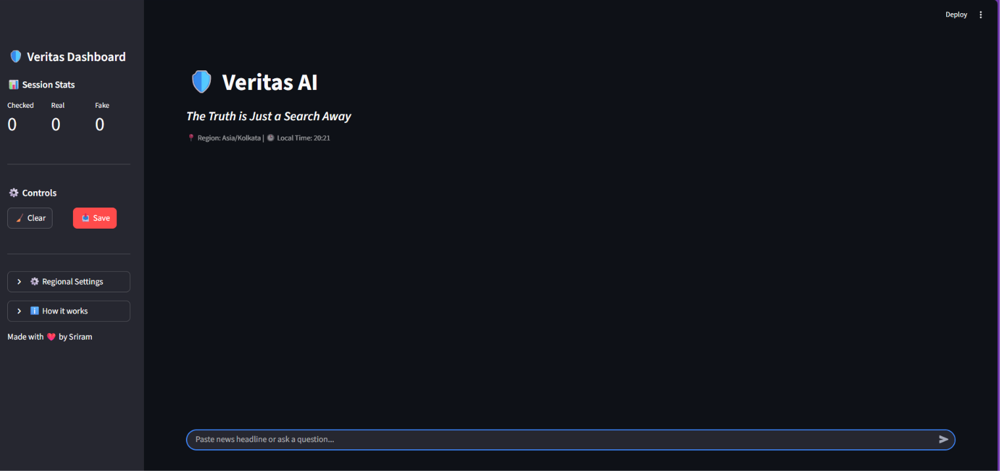 Deploy
Veritas Dashboard
Session Stats
Checked Real Fake
0 0 0
Controls
Clear Save
Regional Settings
How it works
Made with ❤️ by Sriram
Veritas AI
The Truth is Just a Search Away
Region: Asia/Kolkata | Local Time: 20:21
Paste news headline or ask a question...